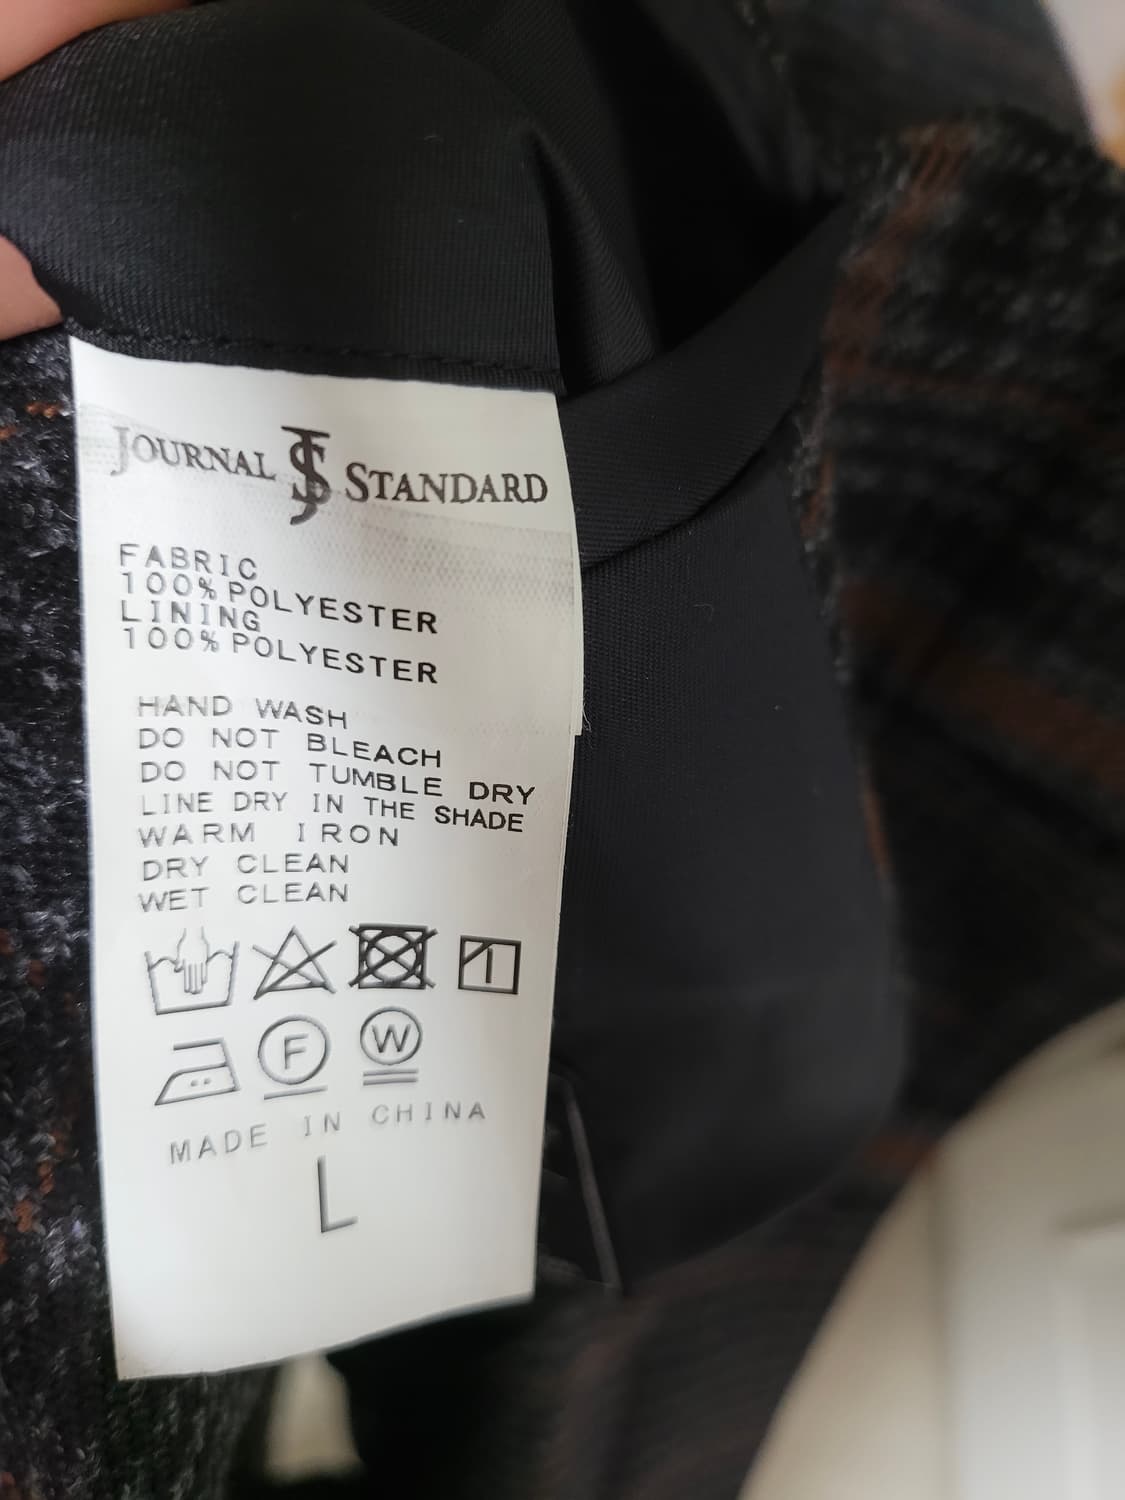 JOURNAL JS STANDARD
FABRIC
100% POLYESTER
LINING
100% POLYESTER
HAND WASH
DO NOT BLEACH
DO NOT TUMBLE DRY
LINE DRY IN THE SHADE
WARM IRON
DRY CLEAN
WET CLEAN
F W
MADE IN CHINA
L